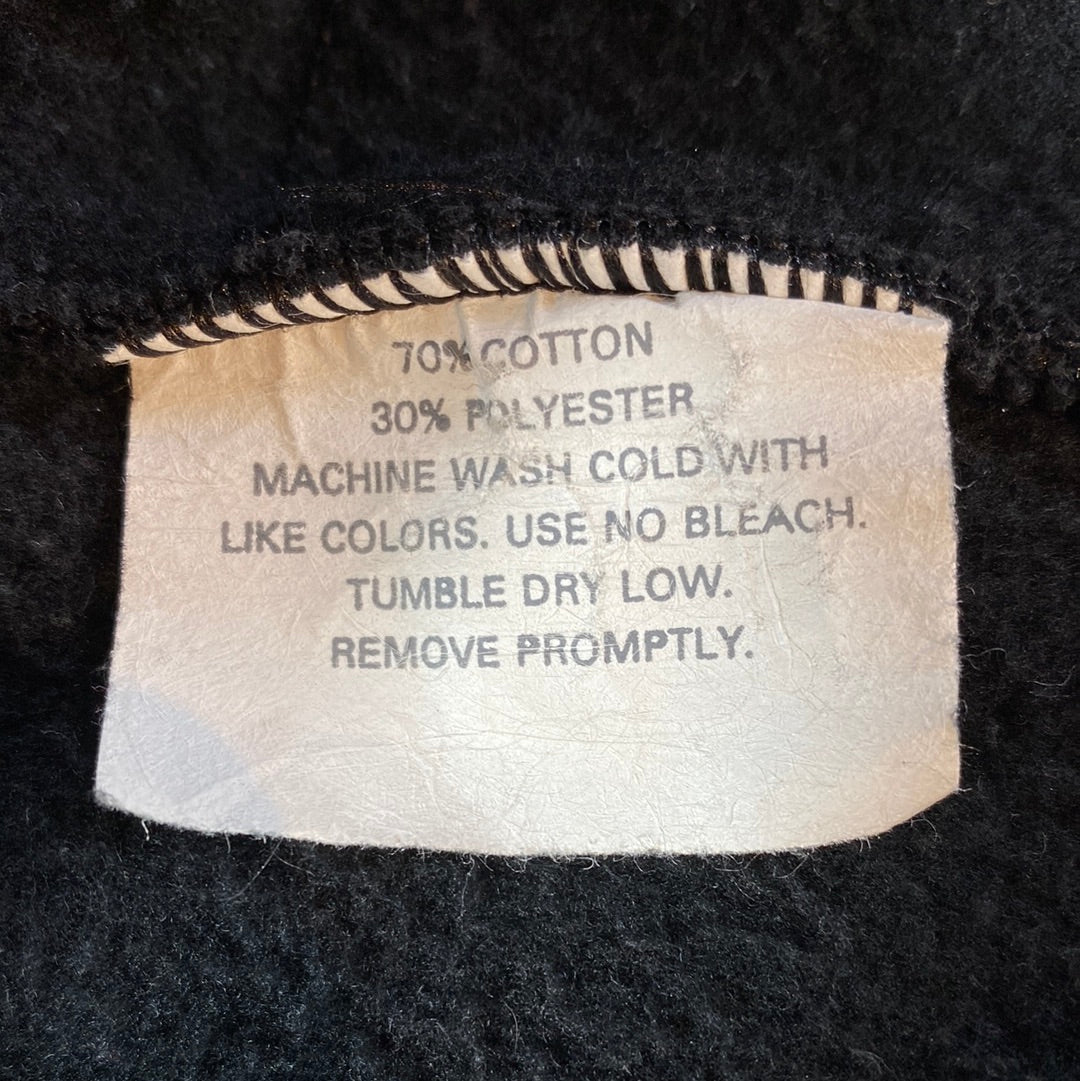 70% COTTON
30% POLYESTER
MACHINE WASH COLD WITH
LIKE COLORS. USE NO BLEACH.
TUMBLE DRY LOW.
REMOVE PROMPTLY.